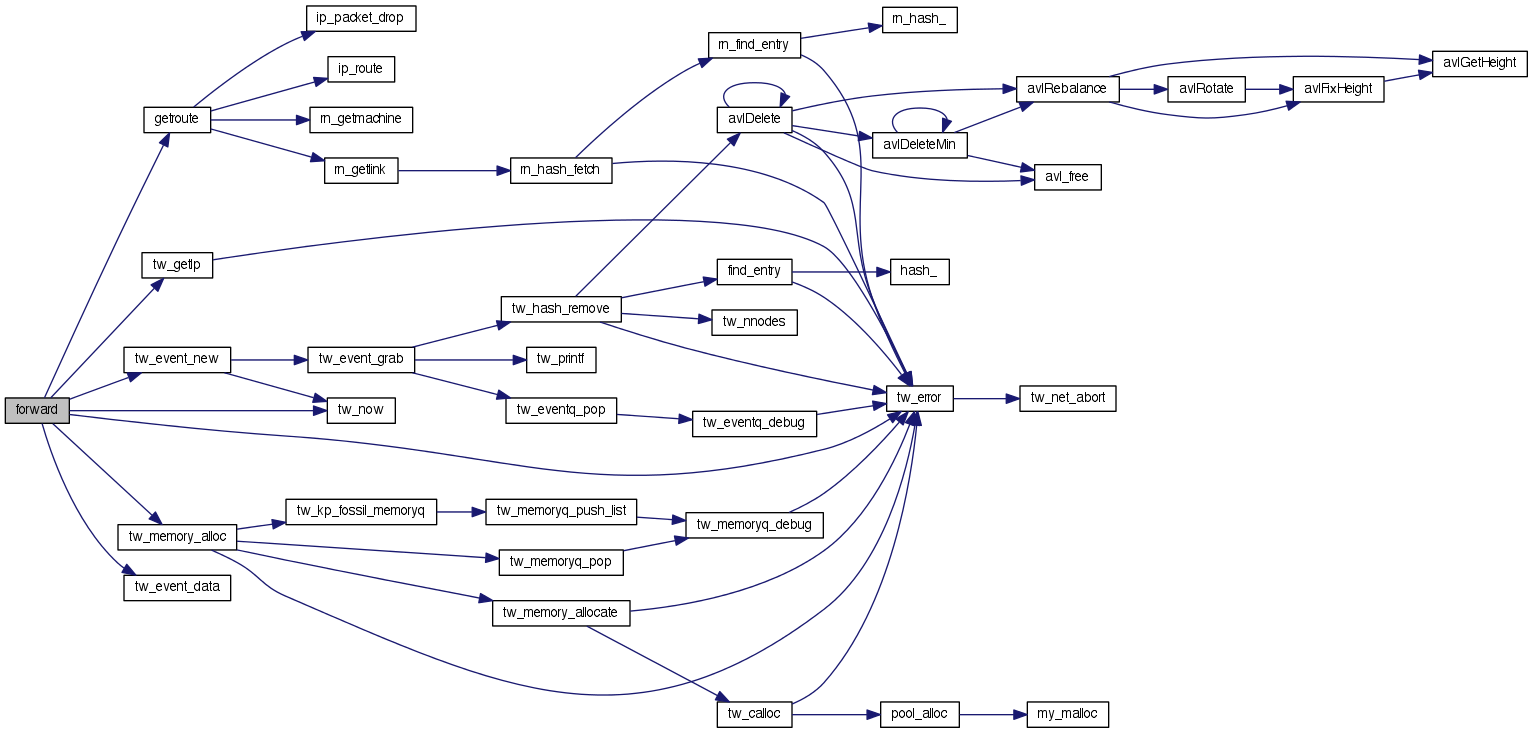 ip_packet_drop
rn_hash_
rn_find_entry
ip_route
avlGetHeight
avlRebalance
avlRotate
avlFixHeight
getroute
rn_getmachine
avlDelete
avlDeleteMin
rn_getlink
rn_hash_fetch
avl_free
tw_getlp
find_entry
hash_
tw_hash_remove
tw_nnodes
tw_event_new
tw_event_grab
tw_printf
forward
tw_now
tw_eventq_pop
tw_error
tw_net_abort
tw_eventq_debug
tw_kp_fossil_memoryq
tw_memoryq_push_list
tw_memoryq_debug
tw_memory_alloc
tw_memoryq_pop
tw_event_data
tw_memory_allocate
tw_calloc
pool_alloc
my_malloc